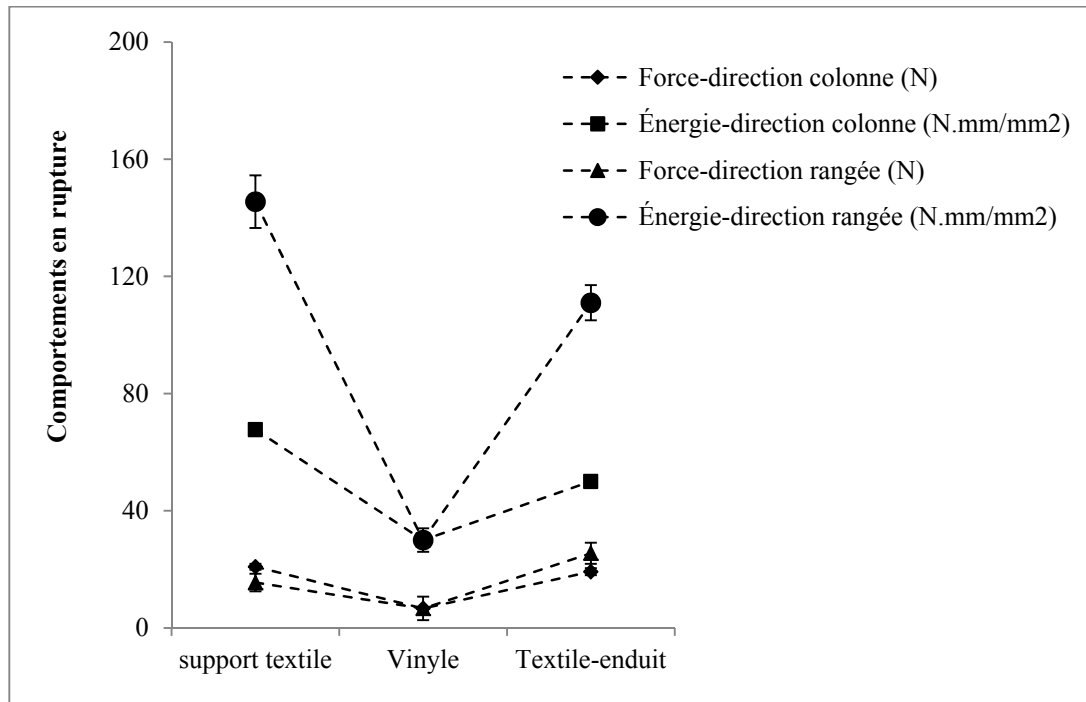 200
160
120
80
40
0
Comportements en rupture
Force-direction colonne (N)
Énergie-direction colonne (N.mm/mm2)
Force-direction rangée (N)
Énergie-direction rangée (N.mm/mm2)
support textile
Vinyle
Textile-enduit